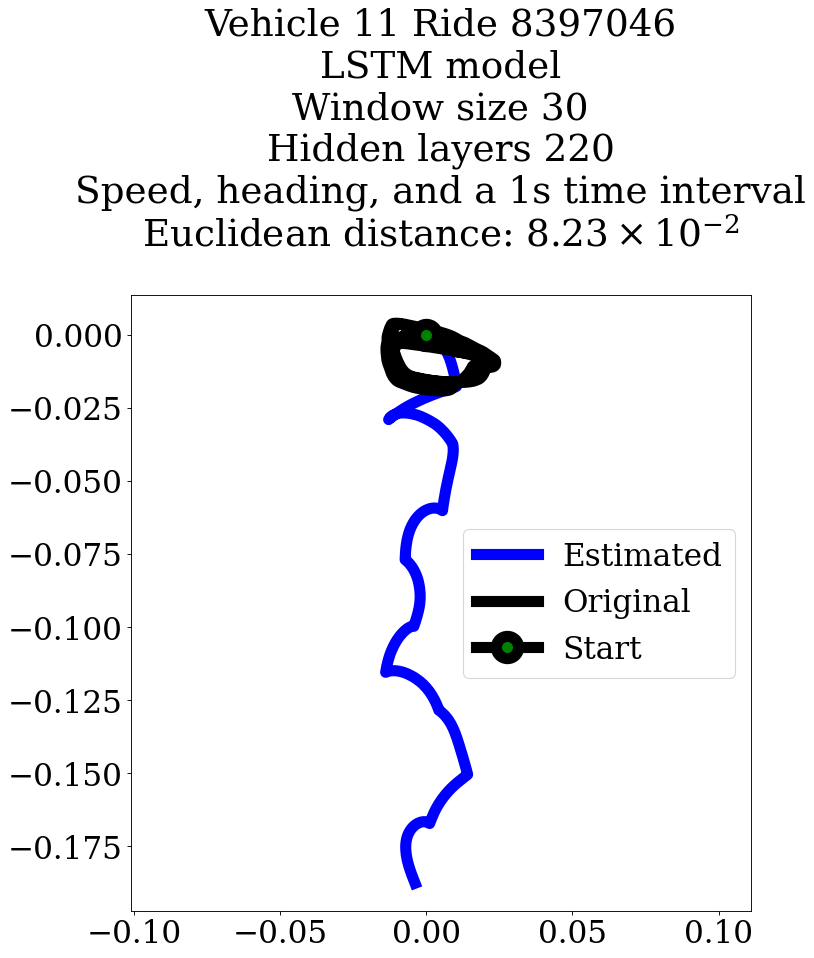 Vehicle 11 Ride 8397046
LSTM model
Window size 30
Hidden layers 220
Speed, heading, and a 1s time interval
Euclidean distance: 8.23 × 10⁻²
0.000
−0.025
−0.050
−0.075
−0.100
−0.125
−0.150
−0.175
Estimated
Original
Start
−0.10
−0.05
0.00
0.05
0.10